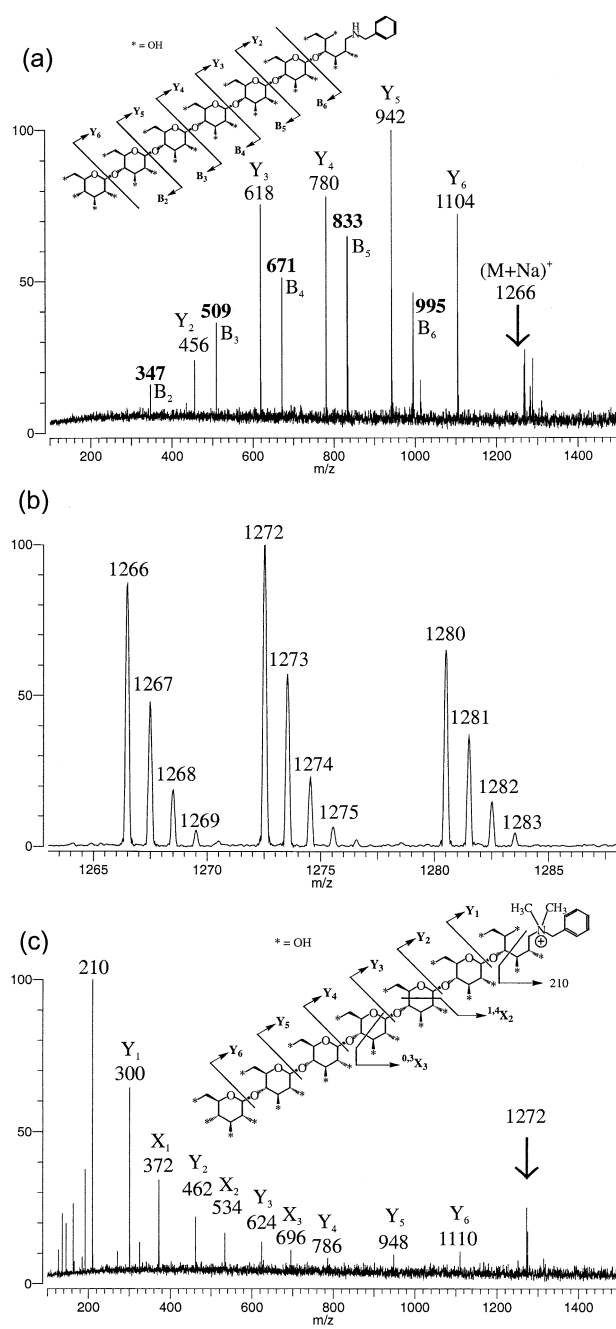 (a)
* = OH
H
N
Y2
Y3
Y4
Y5
Y6
B6
B5
B4
B3
B2
Y5
942
Y4
780
Y6
1104
Y3
618
833
B5
671
B4
(M+Na)+
1266
995
B6
509
B3
Y2
456
347
B2
100
50
0
200 400 600 800 1000 1200 1400
m/z
(b)
1272
1266
1280
1273
1267
1281
1274
1268
1282
1275
1269
1283
100
50
0
1265 1270 1275 1280 1285
m/z
(c)
* = OH
H3C CH3
N
+
Y1
Y2
Y3
Y4
Y5
Y6
210
1,4X2
0,3X3
210
Y1
300
X1
372
Y2
462
X2
534
Y3
624
X3
696
Y4
786
Y5
948
Y6
1110
1272
100
50
0
200 400 600 800 1000 1200 1400
m/z